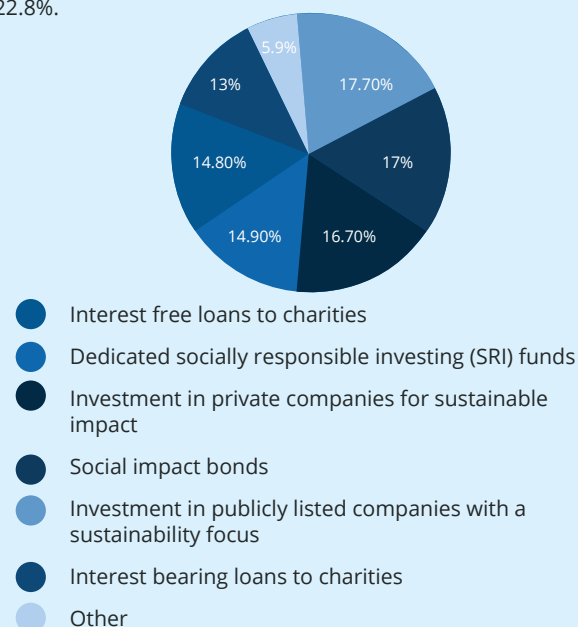 22.8%.
5.9%
17.70%
13%
17%
14.80%
14.90%
16.70%
Interest free loans to charities
Dedicated socially responsible investing (SRI) funds
Investment in private companies for sustainable
impact
Social impact bonds
Investment in publicly listed companies with a
sustainability focus
Interest bearing loans to charities
Other